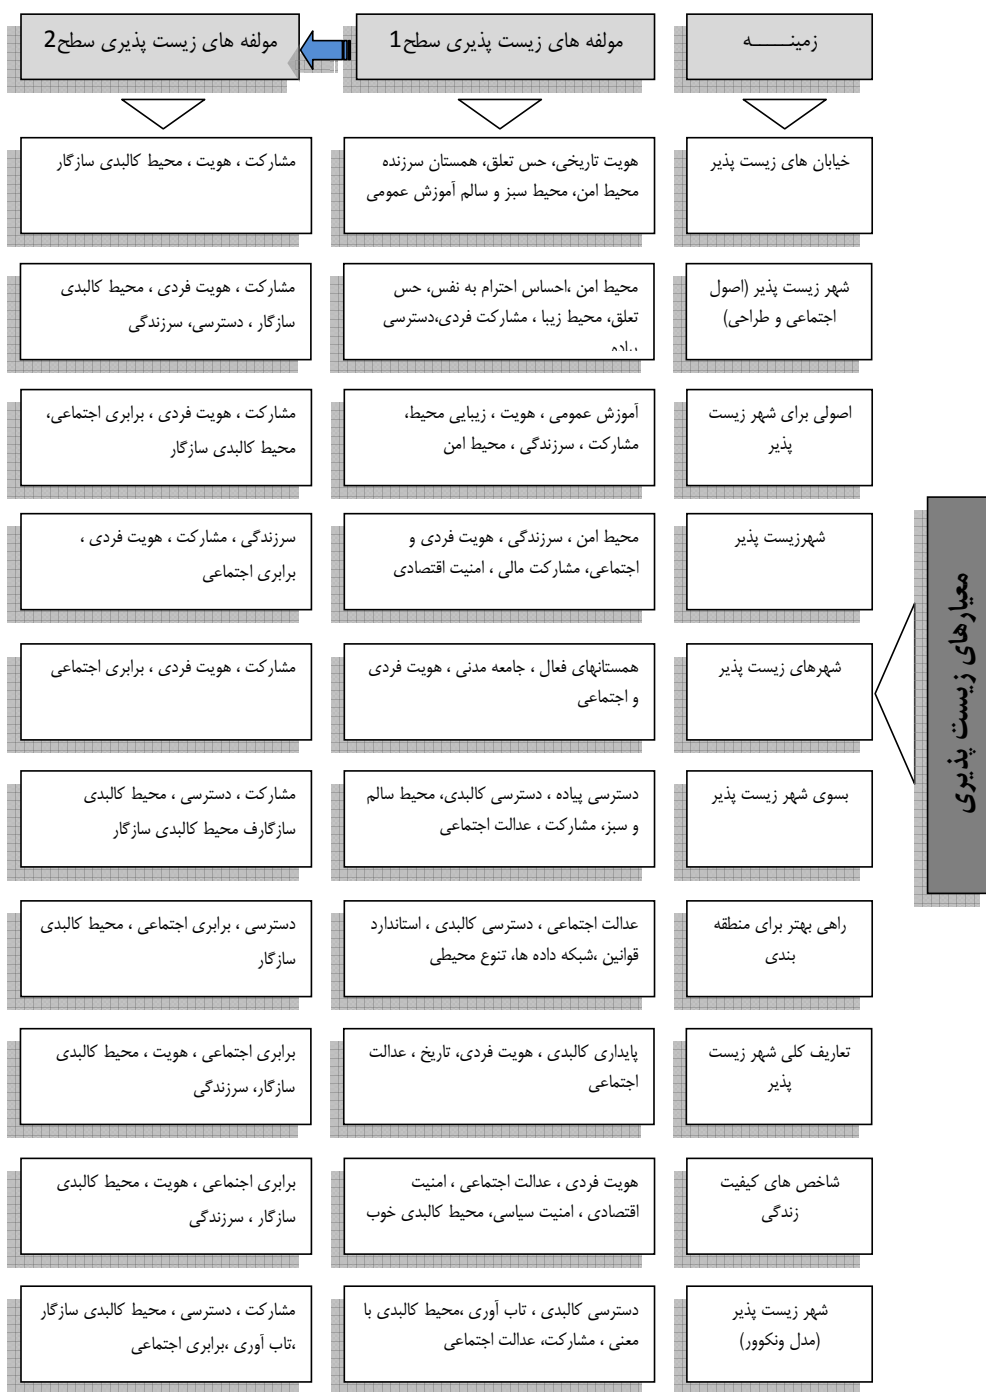 زمینـــــــه
مولفه های زیست پذیری سطح1
مولفه های زیست پذیری سطح2
خیابان های زیست پذیر
هویت تاریخی، حس تعلق، همستان سرزنده
محیط امن، محیط سبز و سالم آموزش عمومی
مشارکت ، هویت ، محیط کالبدی سازگار
شهر زیست پذیر (اصول
اجتماعی و طراحی)
محیط امن ،احساس احترام به نفس، حس
تعلق، محیط زیبا ، مشارکت فردی،دسترسی
پیاده
مشارکت ، هویت فردی ، محیط کالبدی
سازگار ، دسترسی، سرزندگی
اصولی برای شهر زیست
پذیر
آموزش عمومی ، هویت ، زیبایی محیط،
مشارکت ، سرزندگی ، محیط امن
مشارکت ، هویت فردی ، برابری اجتماعی،
محیط کالبدی سازگار
شهرزیست پذیر
محیط امن ، سرزندگی ، هویت فردی و
اجتماعی، مشارکت مالی ، امنیت اقتصادی
سرزندگی ، مشارکت ، هویت فردی ،
برابری اجتماعی
شهرهای زیست پذیر
همستانهای فعال ، جامعه مدنی ، هویت فردی
و اجتماعی
مشارکت ، هویت فردی ، برابری اجتماعی
بسوی شهر زیست پذیر
دسترسی پیاده ، دسترسی کالبدی، محیط سالم
و سبز، مشارکت ، عدالت اجتماعی
مشارکت ، دسترسی ، محیط کالبدی
سازگارف محیط کالبدی سازگار
راهی بهتر برای منطقه
بندی
عدالت اجتماعی ، دسترسی کالبدی ، استاندارد
قوانین ،شبکه داده ها، تنوع محیطی
دسترسی ، برابری اجتماعی ، محیط کالبدی
سازگار
تعاریف کلی شهر زیست
پذیر
پایداری کالبدی ، هویت فردی، تاریخ ، عدالت
اجتماعی
برابری اجتماعی ، هویت ، محیط کالبدی
سازگار، سرزندگی
شاخص های کیفیت
زندگی
هویت فردی ، عدالت اجتماعی ، امنیت
اقتصادی ، امنیت سیاسی، محیط کالبدی خوب
برابری اجنماعی ، هویت ، محیط کالبدی
سازگار ، سرزندگی
شهر زیست پذیر
(مدل ونکوور)
دسترسی کالبدی ، تاب آوری ،محیط کالبدی با
معنی ، مشارکت، عدالت اجتماعی
مشارکت ، دسترسی ، محیط کالبدی سازگار
،تاب آوری ،برابری اجتماعی
معیارهای زیست پذیری